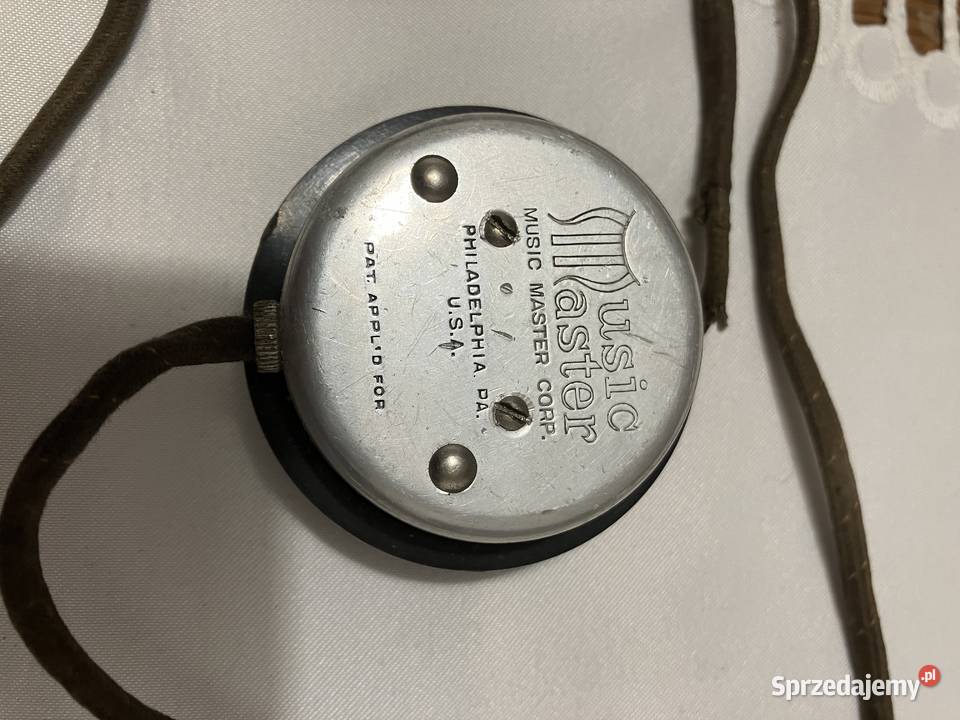 Music
Master
MUSIC MASTER CORP.
PHILADELPHIA PA.
U.S.A.
PAT. APPL'D FOR
Sprzedajemy.pl